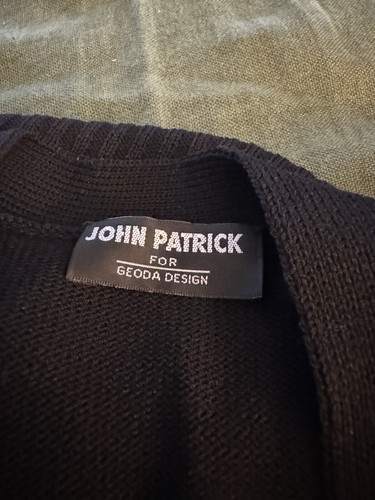 JOHN PATRICK
FOR
GEODA DESIGN